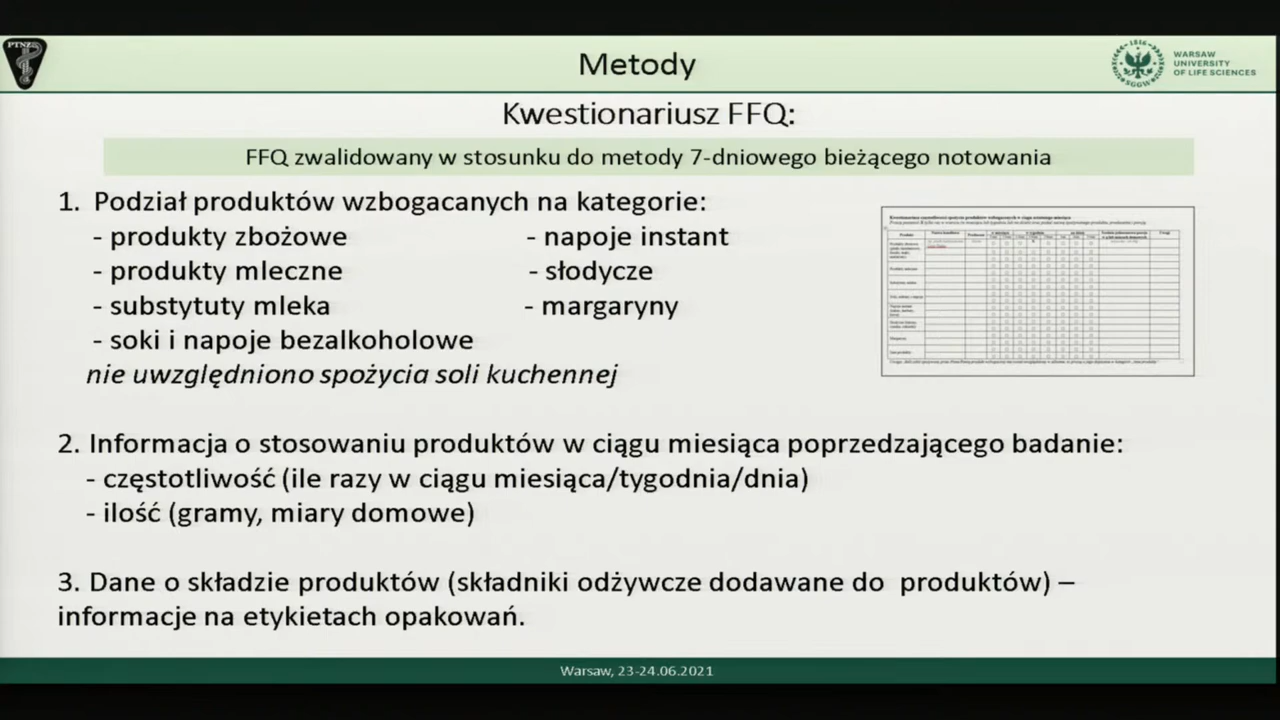 PTNŻ
Metody
1816
SGGW
WARSAW
UNIVERSITY
OF LIFE SCIENCES
Kwestionariusz FFQ:
FFQ zwalidowany w stosunku do metody 7-dniowego bieżącego notowania
1. Podział produktów wzbogacanych na kategorie:
- produkty zbożowe - napoje instant
- produkty mleczne - słodycze
- substytuty mleka - margaryny
- soki i napoje bezalkoholowe
nie uwzględniono spożycia soli kuchennej
2. Informacja o stosowaniu produktów w ciągu miesiąca poprzedzającego badanie:
- częstotliwość (ile razy w ciągu miesiąca/tygodnia/dnia)
- ilość (gramy, miary domowe)
3. Dane o składzie produktów (składniki odżywcze dodawane do produktów) –
informacje na etykietach opakowań.
Warsaw, 23-24.06.2021